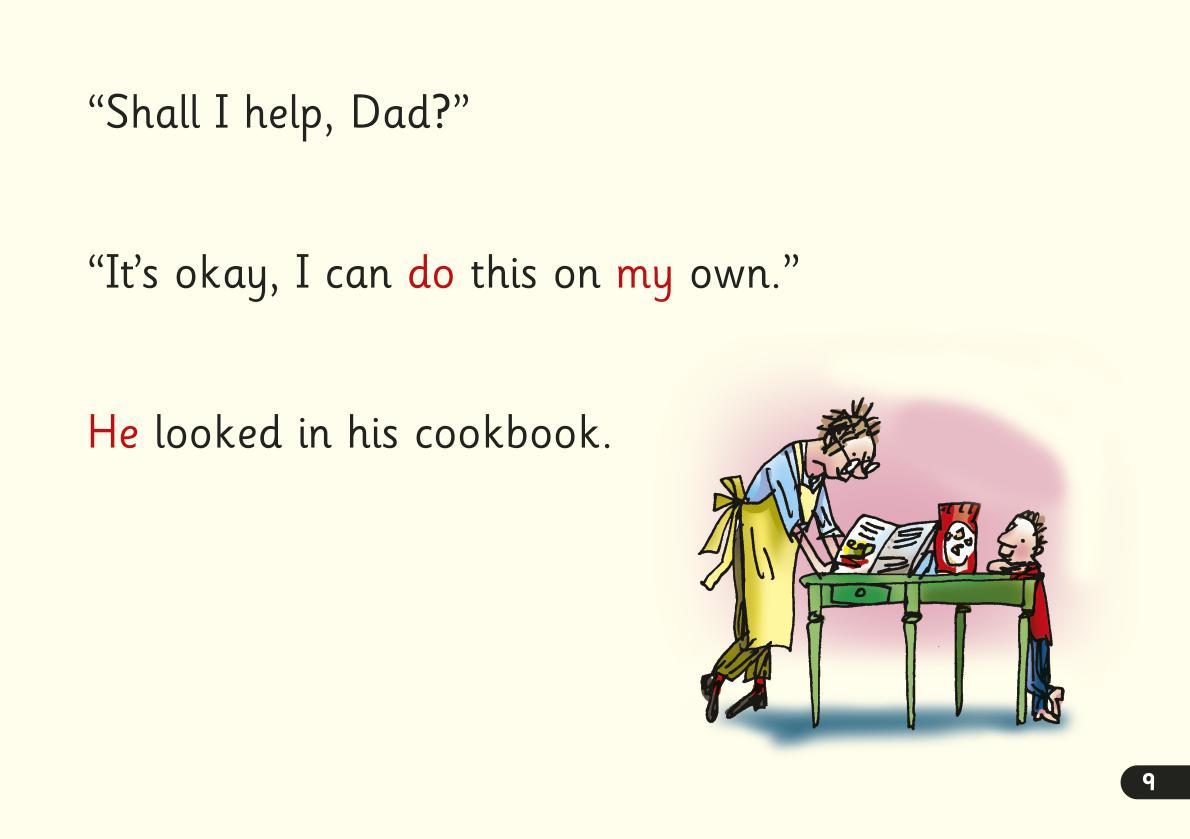 “Shall I help, Dad?”
“It’s okay, I can do this on my own.”
He looked in his cookbook.
9